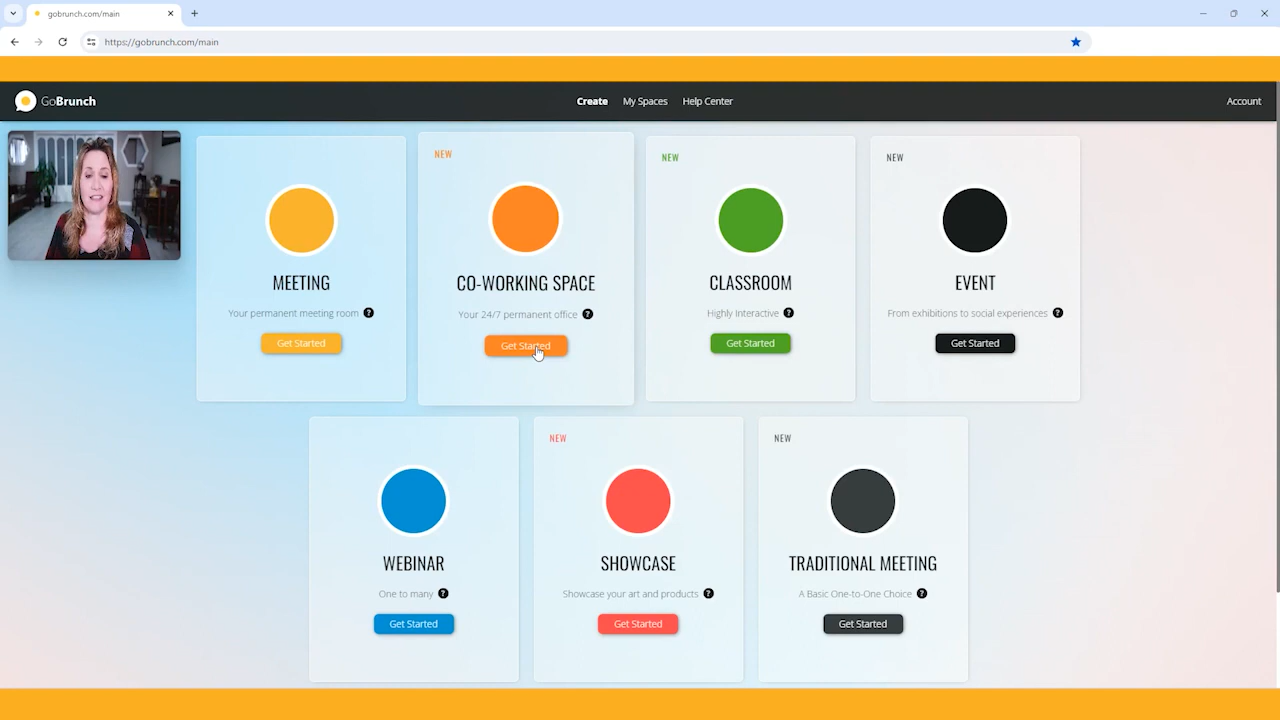 gobrunch.com/main
https://gobrunch.com/main
GoBrunch
Create My Spaces Help Center
Account
MEETING
Your permanent meeting room ?
Get Started
NEW
CO-WORKING SPACE
Your 24/7 permanent office ?
Get Started
NEW
CLASSROOM
Highly Interactive ?
Get Started
NEW
EVENT
From exhibitions to social experiences ?
Get Started
WEBINAR
One to many ?
Get Started
NEW
SHOWCASE
Showcase your art and products ?
Get Started
NEW
TRADITIONAL MEETING
A Basic One-to-One Choice ?
Get Started